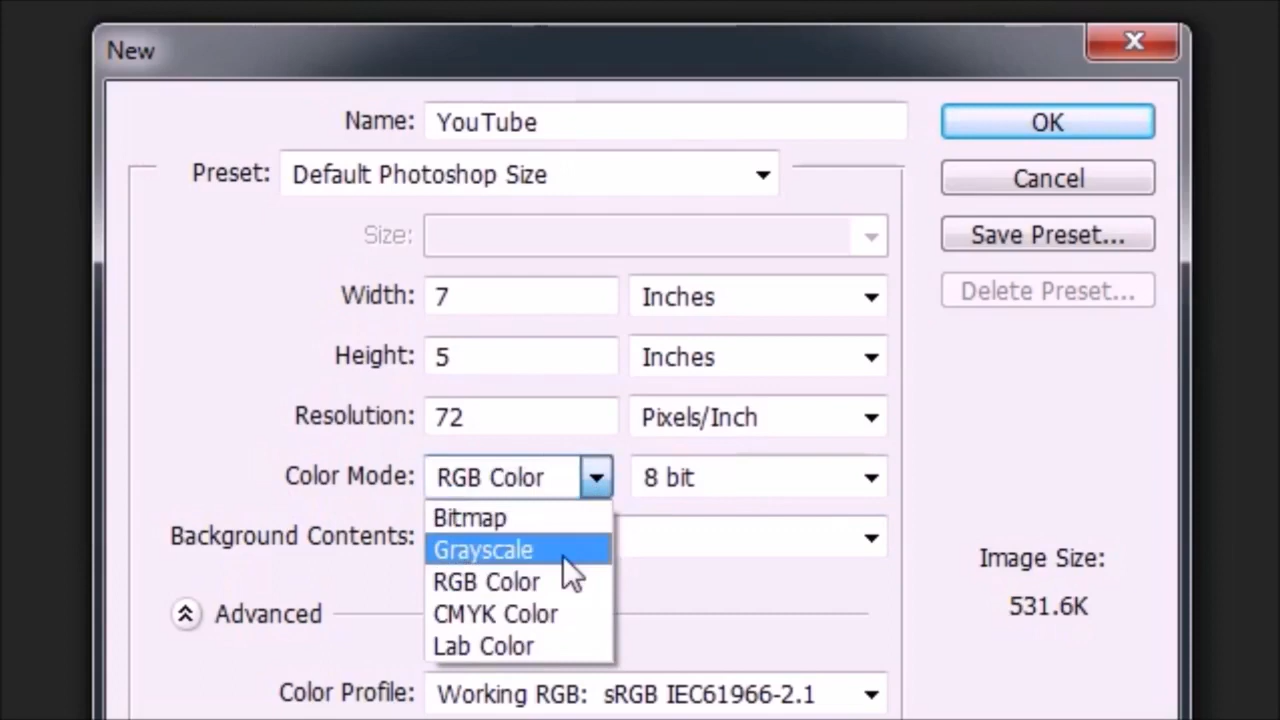 New
Name: YouTube
OK
Preset: Default Photoshop Size
Cancel
Size:
Save Preset...
Width: 7 Inches
Delete Preset...
Height: 5 Inches
Resolution: 72 Pixels/Inch
Color Mode: RGB Color 8 bit
Bitmap
Background Contents:
Grayscale
RGB Color
Image Size:
CMYK Color
Advanced
531.6K
Lab Color
Color Profile: Working RGB: sRGB IEC61966-2.1